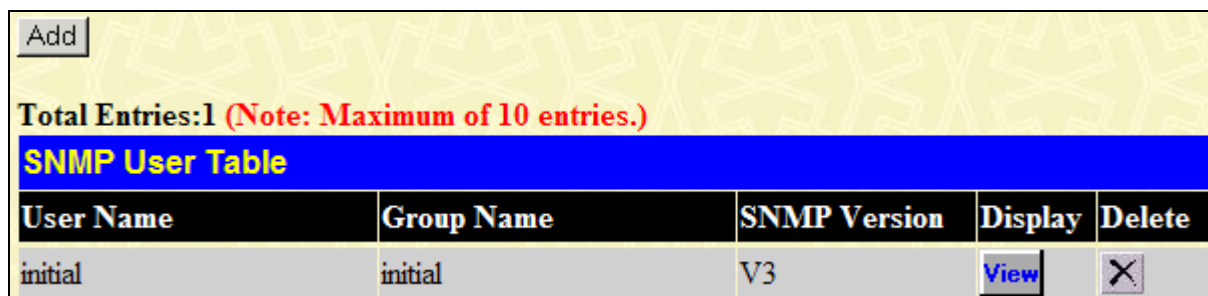 Add
Total Entries:1 (Note: Maximum of 10 entries.)
SNMP User Table
User Name Group Name SNMP Version Display Delete
initial initial V3 View X